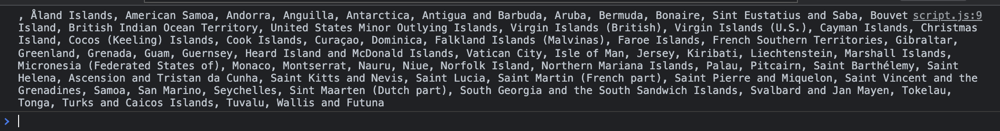 , Åland Islands, American Samoa, Andorra, Anguilla, Antarctica, Antigua and Barbuda, Aruba, Bermuda, Bonaire, Sint Eustatius and Saba, Bouvet script.js:9
Island, British Indian Ocean Territory, United States Minor Outlying Islands, Virgin Islands (British), Virgin Islands (U.S.), Cayman Islands, Christmas
Island, Cocos (Keeling) Islands, Cook Islands, Curaçao, Dominica, Falkland Islands (Malvinas), Faroe Islands, French Southern Territories, Gibraltar,
Greenland, Grenada, Guam, Guernsey, Heard Island and McDonald Islands, Vatican City, Isle of Man, Jersey, Kiribati, Liechtenstein, Marshall Islands,
Micronesia (Federated States of), Monaco, Montserrat, Nauru, Niue, Norfolk Island, Northern Mariana Islands, Palau, Pitcairn, Saint Barthélemy, Saint
Helena, Ascension and Tristan da Cunha, Saint Kitts and Nevis, Saint Lucia, Saint Martin (French part), Saint Pierre and Miquelon, Saint Vincent and the
Grenadines, Samoa, San Marino, Seychelles, Sint Maarten (Dutch part), South Georgia and the South Sandwich Islands, Svalbard and Jan Mayen, Tokelau,
Tonga, Turks and Caicos Islands, Tuvalu, Wallis and Futuna
>